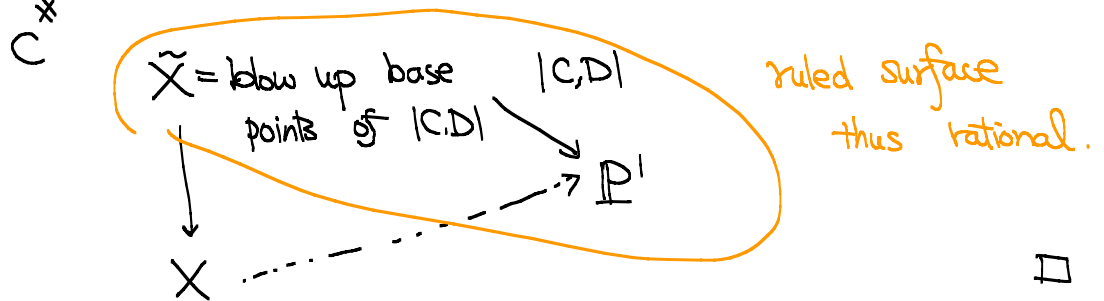 C*
X̃ = blow up base |C,D|
points of |C,D|
ℙ¹
X
ruled surface
thus rational.
□